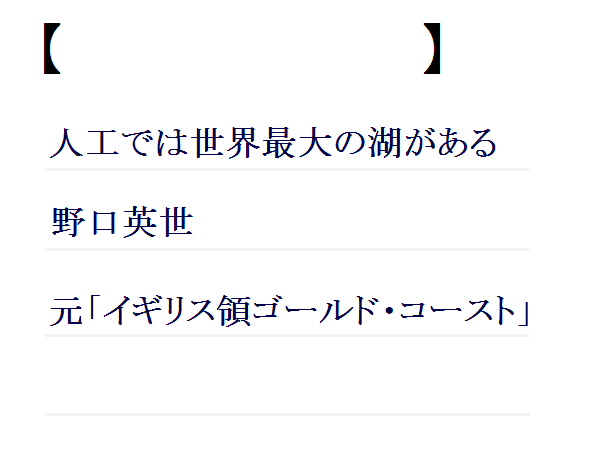 【　　　　　　　　　】
人工では世界最大の湖がある
野口英世
元「イギリス領ゴールド・コースト」